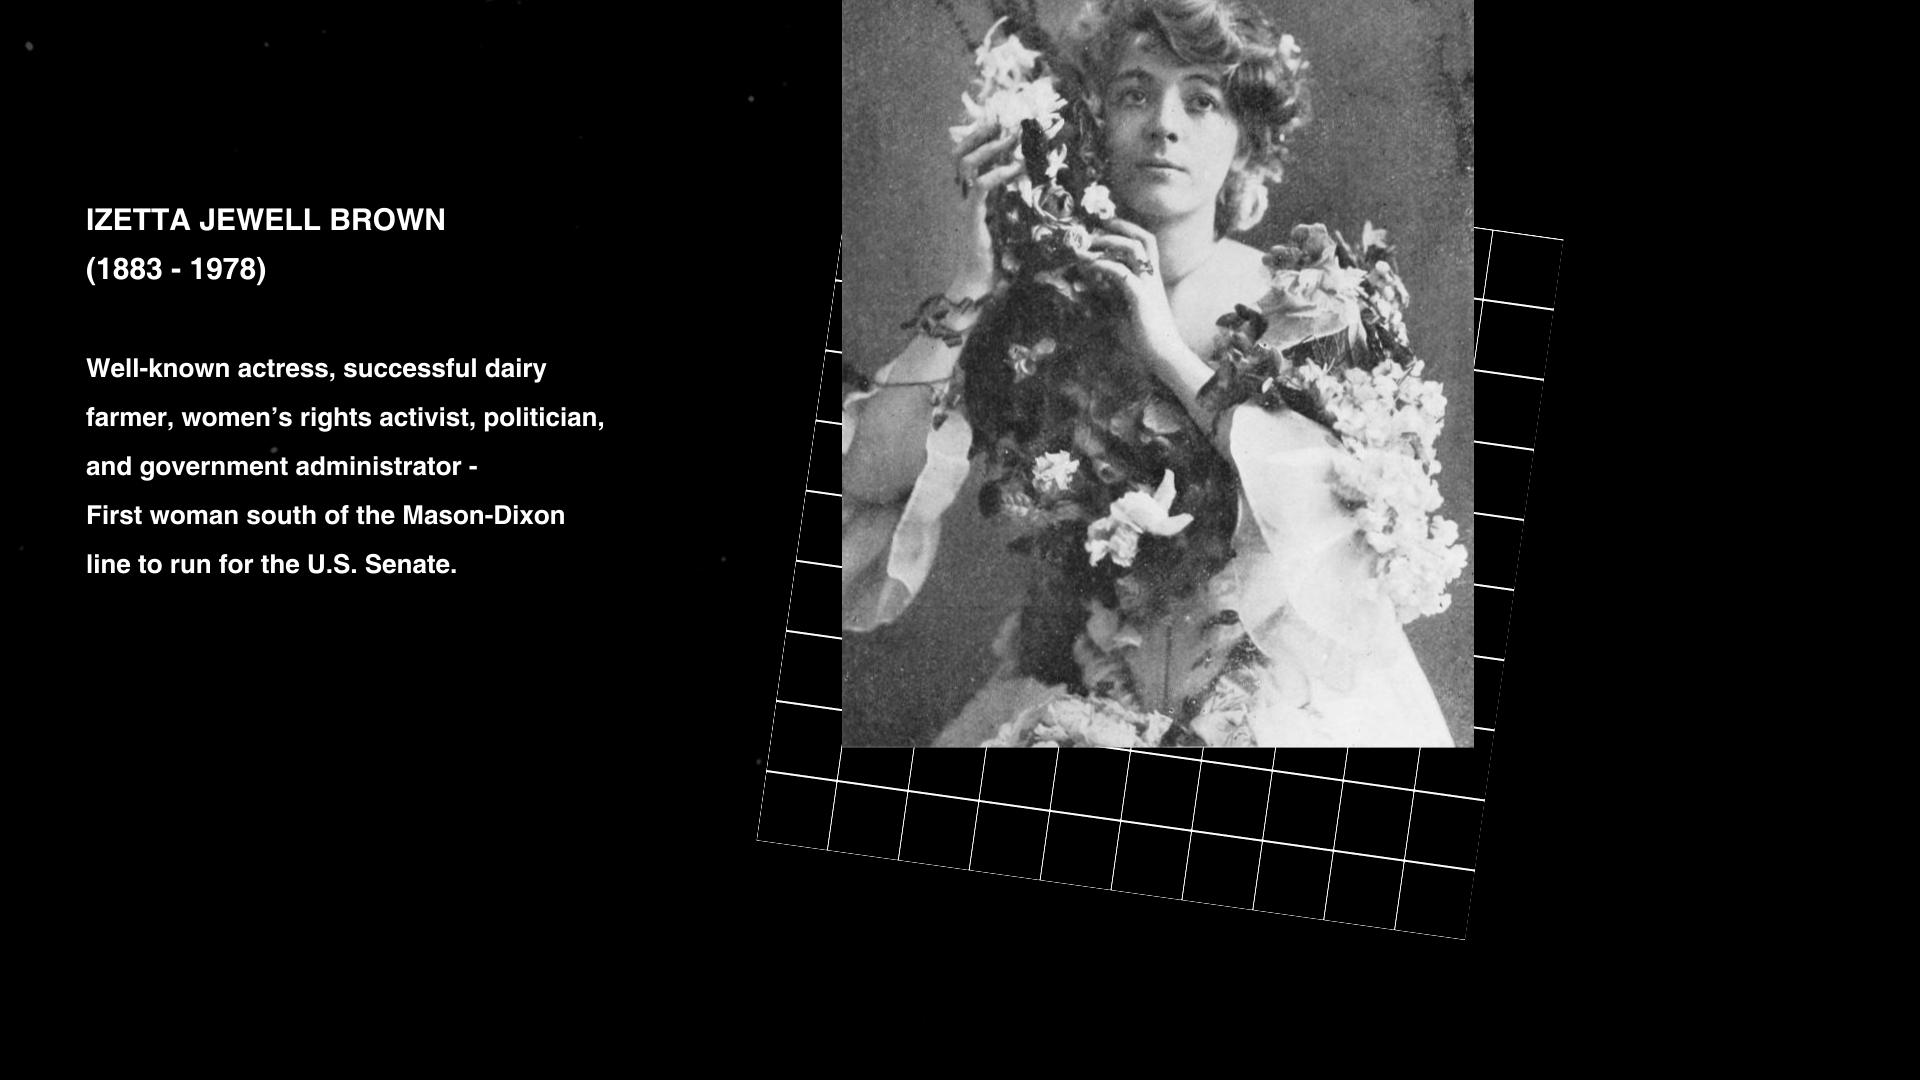 IZETTA JEWELL BROWN
(1883 - 1978)
Well-known actress, successful dairy
farmer, women’s rights activist, politician,
and government administrator -
First woman south of the Mason-Dixon
line to run for the U.S. Senate.